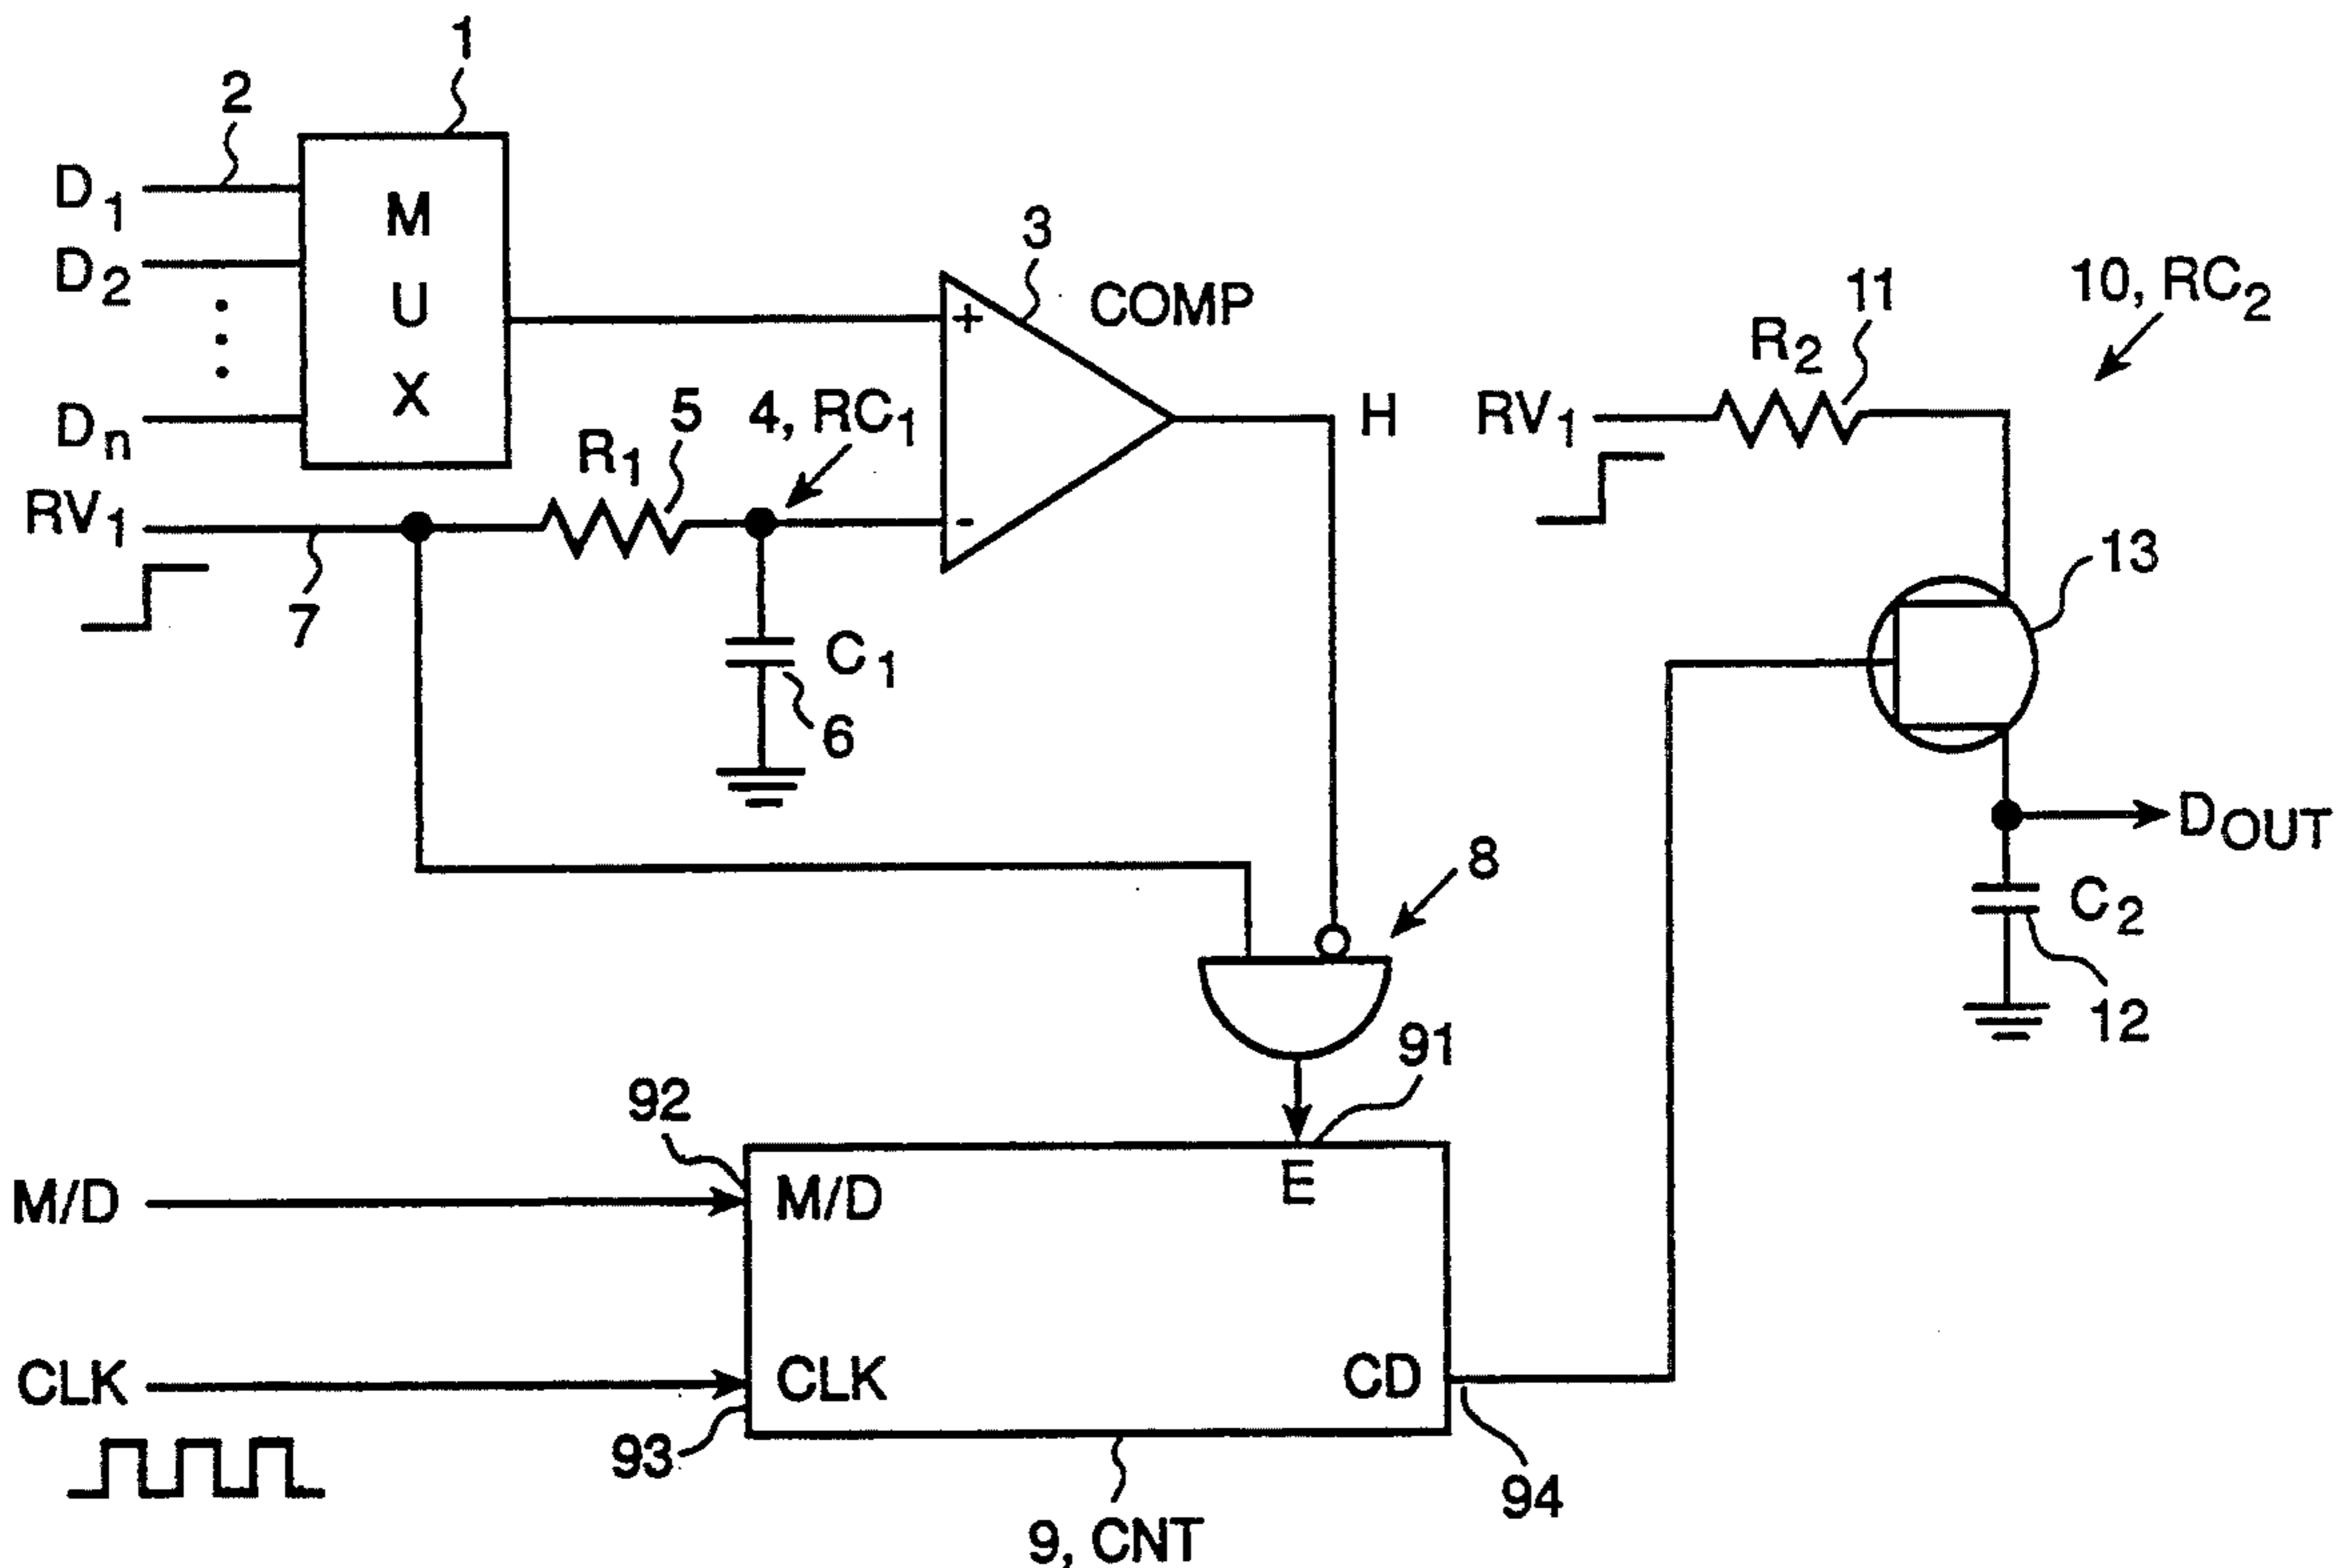 1
2
D1
D2
Dn
M
U
X
3
COMP
+
-
H
RV1
7
R1
5
4, RC1
C1
6
10, RC2
11
R2
RV1
13
DOUT
C2
12
8
91
92
M/D
M/D
E
CLK
CLK
CD
93
94
9, CNT